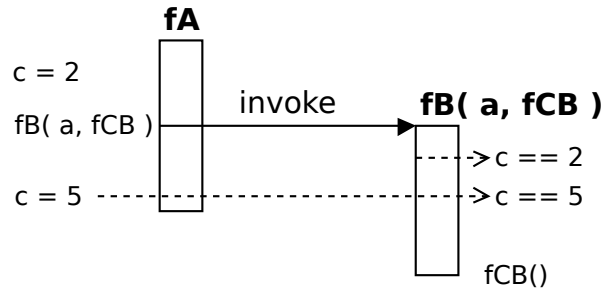 fA
c = 2
invoke
fB( a, fCB )
fB( a, fCB )
c == 2
c = 5
c == 5
fCB()